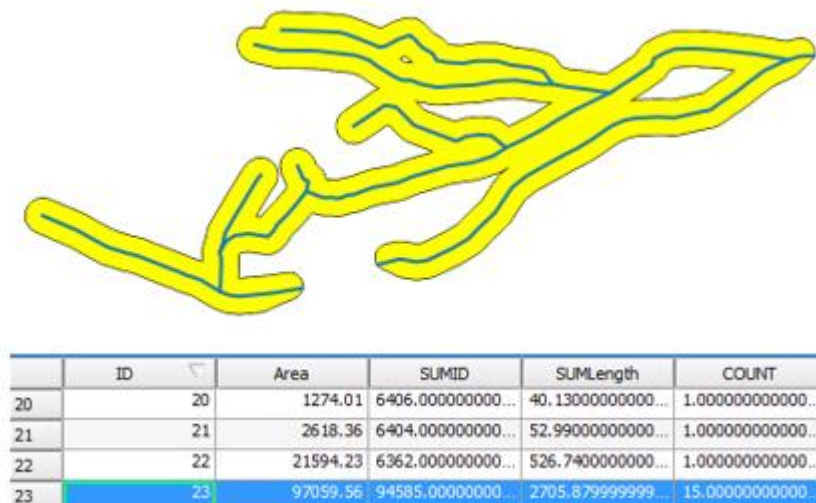 ID Area SUMID SUMLength COUNT
20 20 1274.01 6406.000000000... 40.13000000000... 1.000000000000...
21 21 2618.36 6404.000000000... 52.99000000000... 1.000000000000...
22 22 21594.23 6362.000000000... 526.7400000000... 1.000000000000...
23 23 97059.56 94585.00000000... 2705.879999999... 15.00000000000...